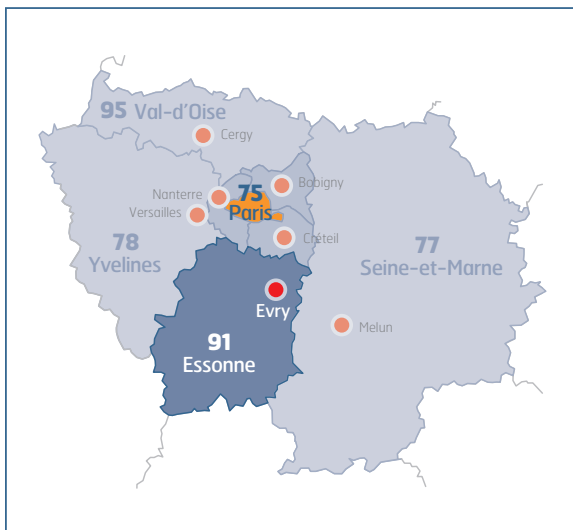 95 Val-d'Oise
Cergy
Bobigny
Nanterre
75
Paris
Versailles
Créteil
78
Yvelines
77
Seine-et-Marne
Evry
Melun
91
Essonne